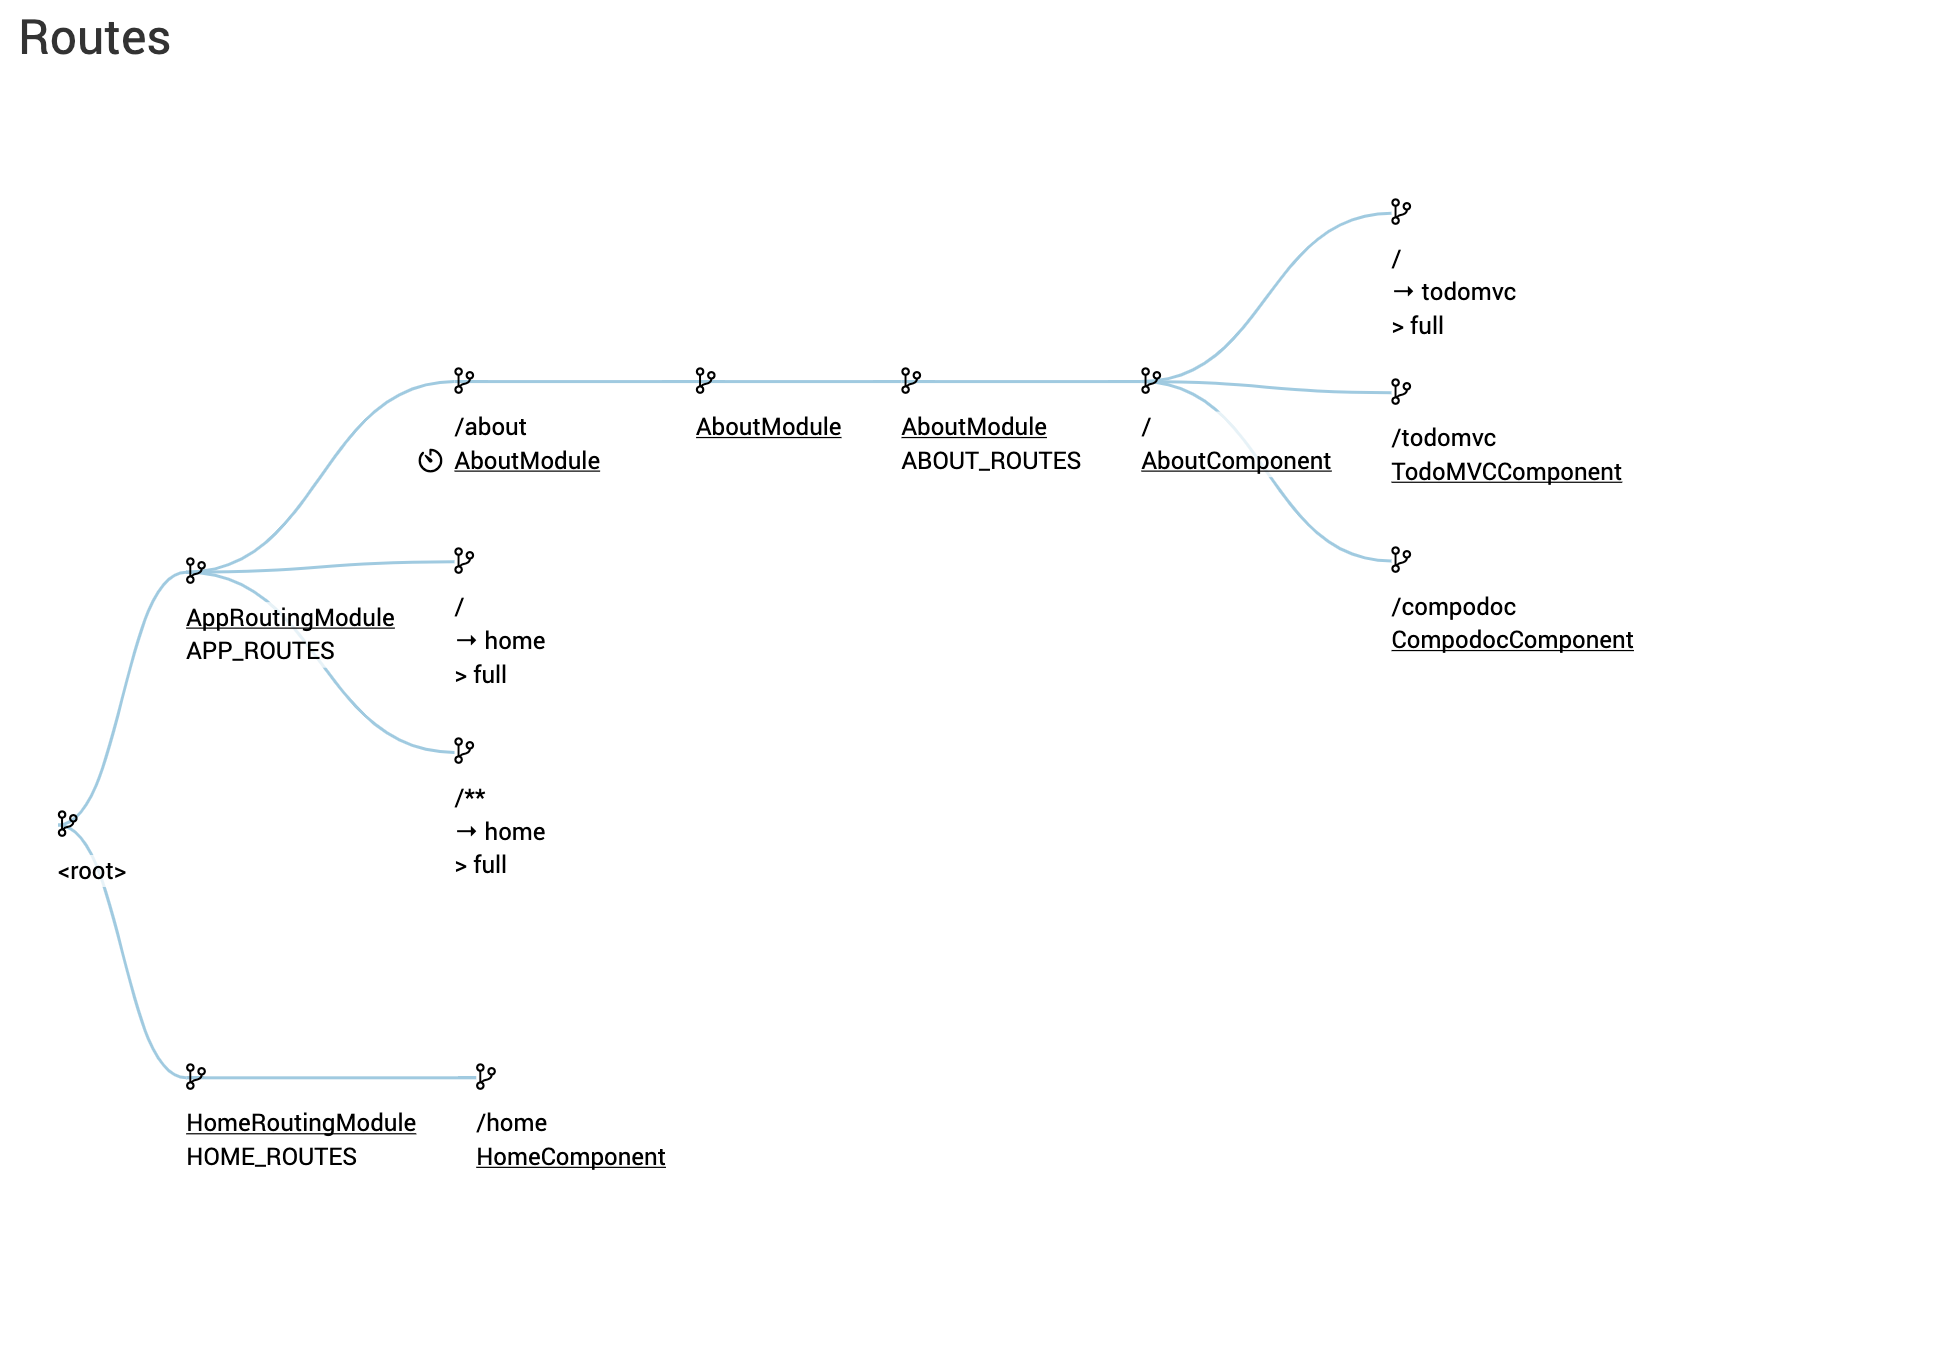 Routes
/
→ todomvc
> full
/about
AboutModule
AboutModule
AboutModule
ABOUT_ROUTES
/
AboutComponent
/todomvc
TodoMVCComponent
/compodoc
CompodocComponent
AppRoutingModule
APP_ROUTES
/
→ home
> full
/**
→ home
> full
<root>
HomeRoutingModule
HOME_ROUTES
/home
HomeComponent